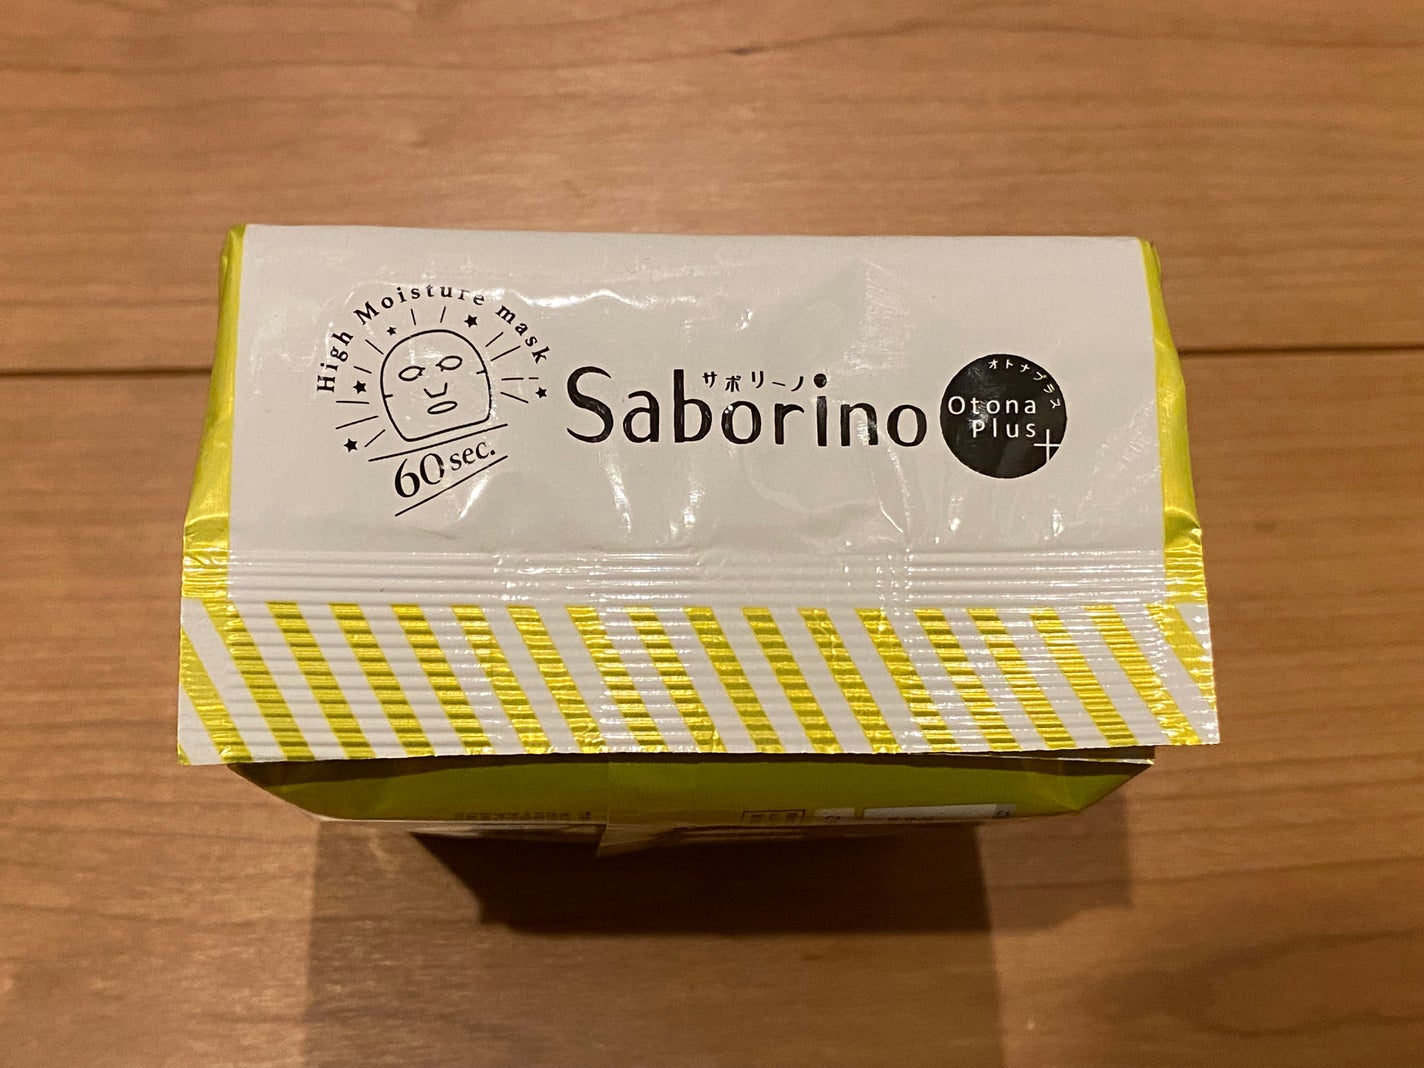 High Moisture mask
60 sec.
サボリーノ
Saborino
オトナプラス
Otona
Plus